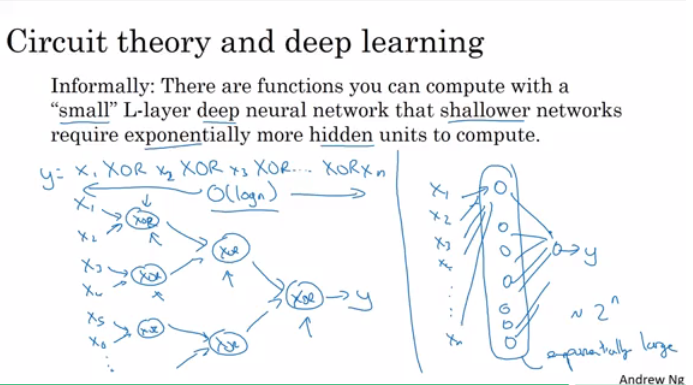 Circuit theory and deep learning
Informally: There are functions you can compute with a
“small” L-layer deep neural network that shallower networks
require exponentially more hidden units to compute.
y = x₁ XOR x₂ XOR x₃ XOR ... XOR xₙ
O(log n)
x₁
XOR
x₂
XOR
x₃
XOR
x₄
XOR → y
x₅
XOR
x₆
XOR
⋮
x₁
x₂
x₃
x₄
⋮
xₙ
→ y
~ 2ⁿ
exponentially large
Andrew Ng